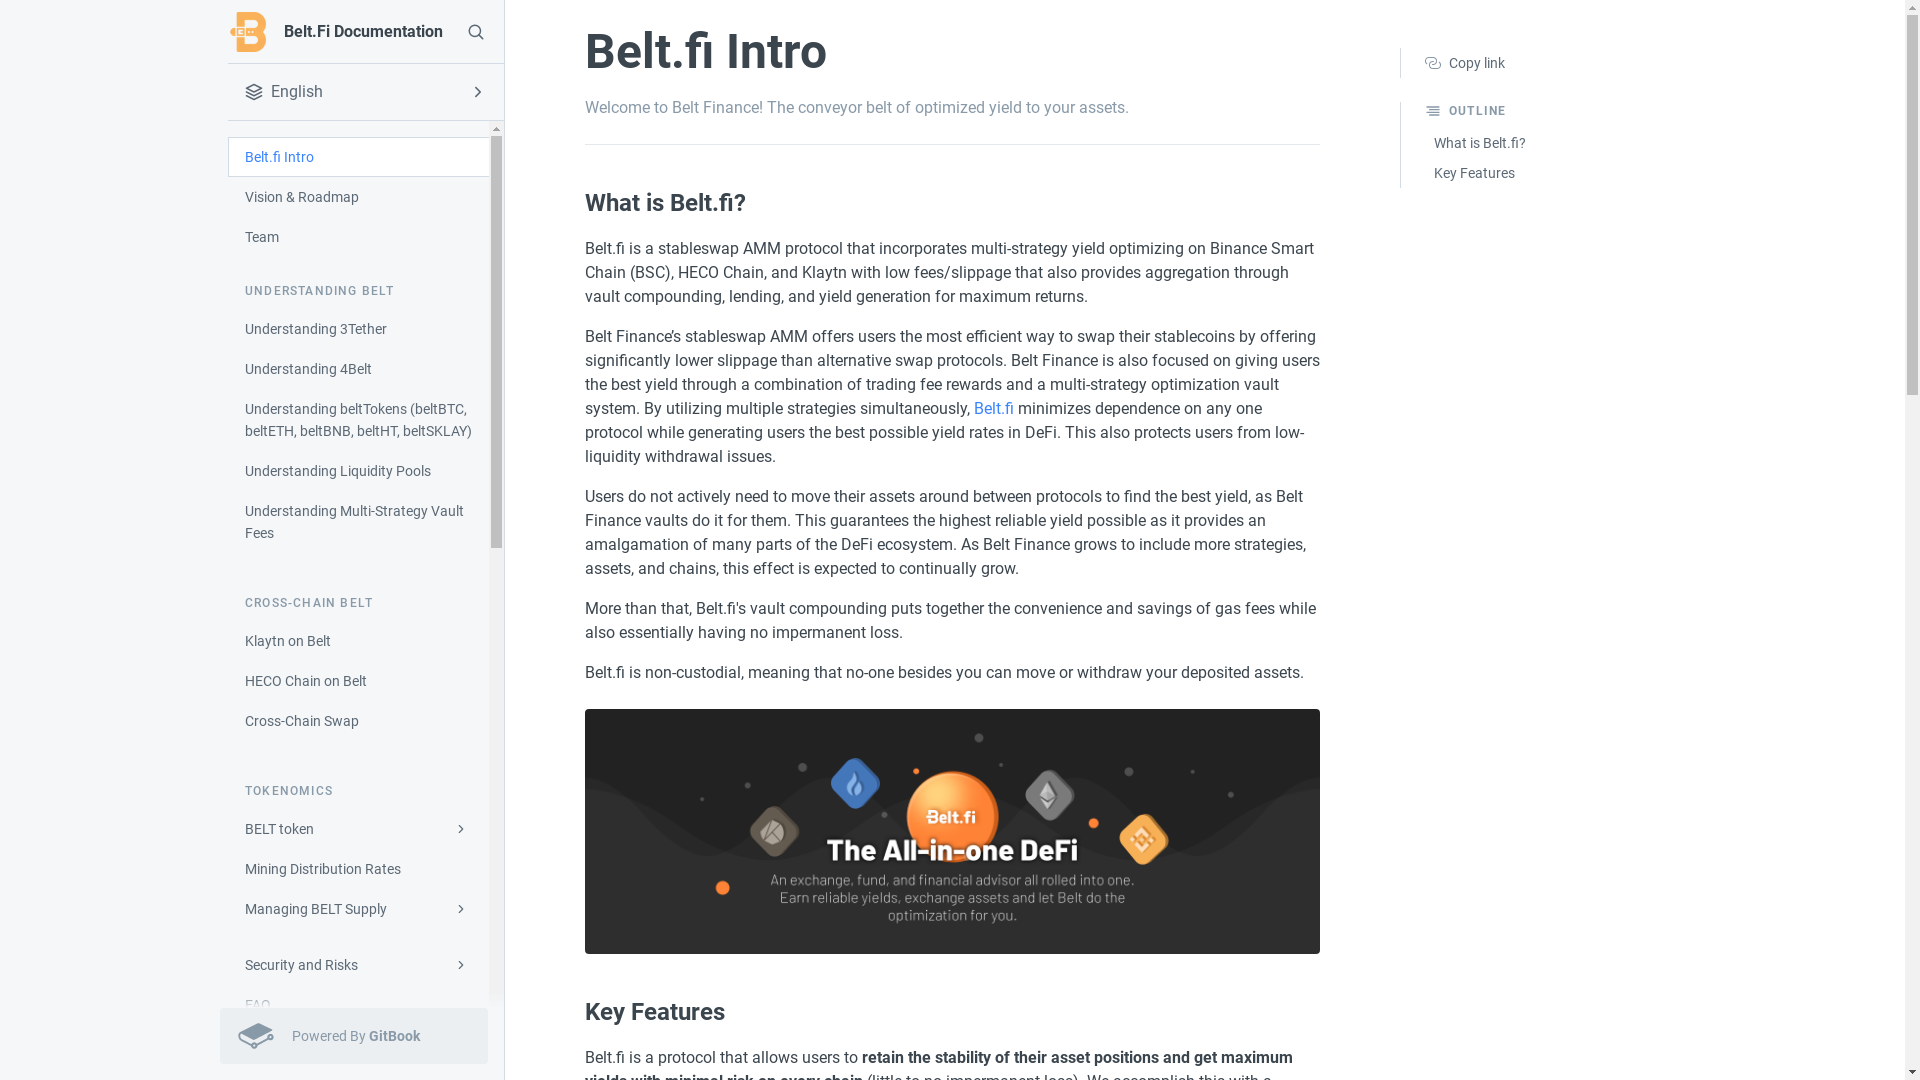 Belt.Fi Documentation
English
Belt.fi Intro
Vision & Roadmap
Team
UNDERSTANDING BELT
Understanding 3Tether
Understanding 4Belt
Understanding beltTokens (beltBTC,
beltETH, beltBNB, beltHT, beltSKLAY)
Understanding Liquidity Pools
Understanding Multi-Strategy Vault
Fees
CROSS-CHAIN BELT
Klaytn on Belt
HECO Chain on Belt
Cross-Chain Swap
TOKENOMICS
BELT token
Mining Distribution Rates
Managing BELT Supply
Security and Risks
FAQ
Powered By GitBook
Belt.fi Intro
Welcome to Belt Finance! The conveyor belt of optimized yield to your assets.
What is Belt.fi?
Belt.fi is a stableswap AMM protocol that incorporates multi-strategy yield optimizing on Binance Smart
Chain (BSC), HECO Chain, and Klaytn with low fees/slippage that also provides aggregation through
vault compounding, lending, and yield generation for maximum returns.
Belt Finance’s stableswap AMM offers users the most efficient way to swap their stablecoins by offering
significantly lower slippage than alternative swap protocols. Belt Finance is also focused on giving users
the best yield through a combination of trading fee rewards and a multi-strategy optimization vault
system. By utilizing multiple strategies simultaneously, Belt.fi minimizes dependence on any one
protocol while generating users the best possible yield rates in DeFi. This also protects users from low-
liquidity withdrawal issues.
Users do not actively need to move their assets around between protocols to find the best yield, as Belt
Finance vaults do it for them. This guarantees the highest reliable yield possible as it provides an
amalgamation of many parts of the DeFi ecosystem. As Belt Finance grows to include more strategies,
assets, and chains, this effect is expected to continually grow.
More than that, Belt.fi's vault compounding puts together the convenience and savings of gas fees while
also essentially having no impermanent loss.
Belt.fi is non-custodial, meaning that no-one besides you can move or withdraw your deposited assets.
Belt.fi
The All-in-one DeFi
An exchange, fund, and financial advisor all rolled into one.
Earn reliable yields, exchange assets and let Belt do the
optimization for you.
Key Features
Belt.fi is a protocol that allows users to retain the stability of their asset positions and get maximum
yields with minimal risk on every chain (little to no impermanent loss). We accomplish this with a
Copy link
OUTLINE
What is Belt.fi?
Key Features